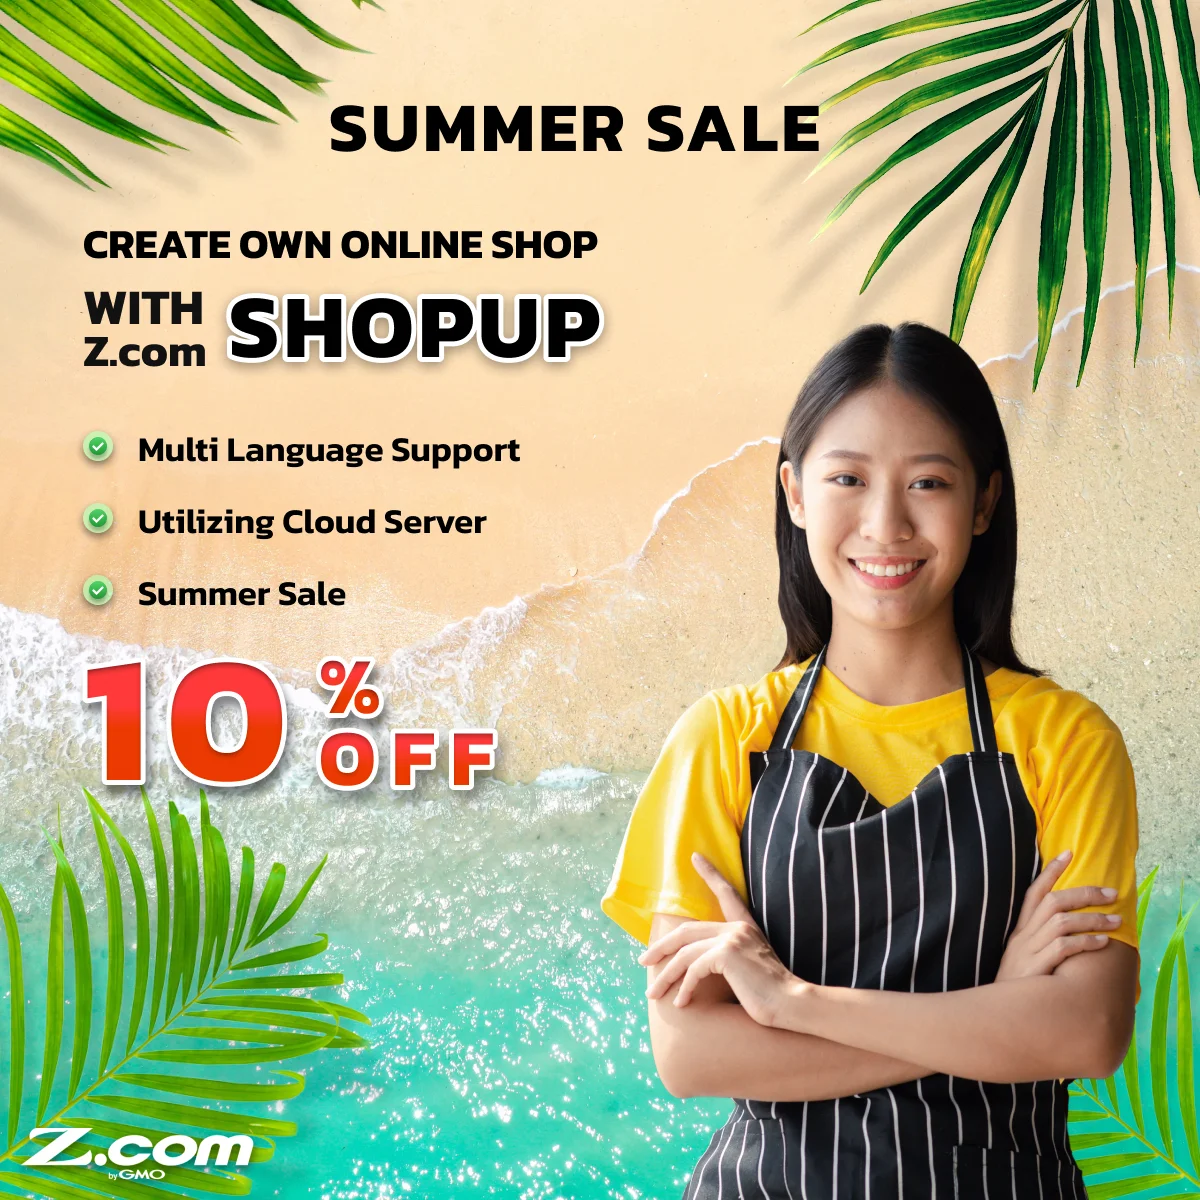 SUMMER SALE
CREATE OWN ONLINE SHOP
WITH
Z.com
SHOPUP
Multi Language Support
Utilizing Cloud Server
Summer Sale
10%
OFF
Z.com
by GMO